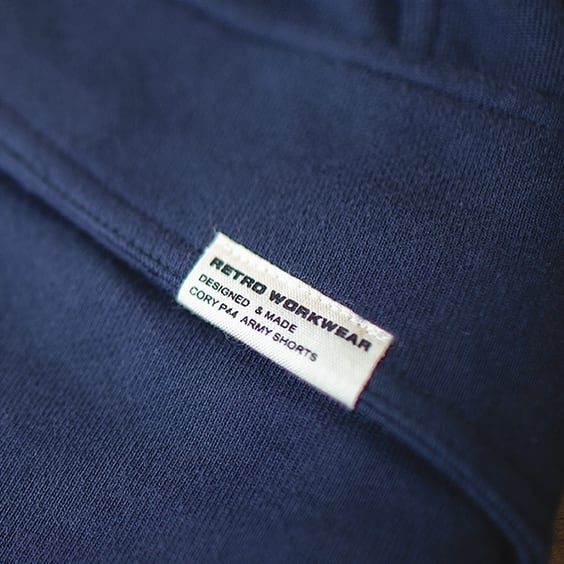 RETRO WORKWEAR
DESIGNED & MADE
CORY P44 ARMY SHORTS